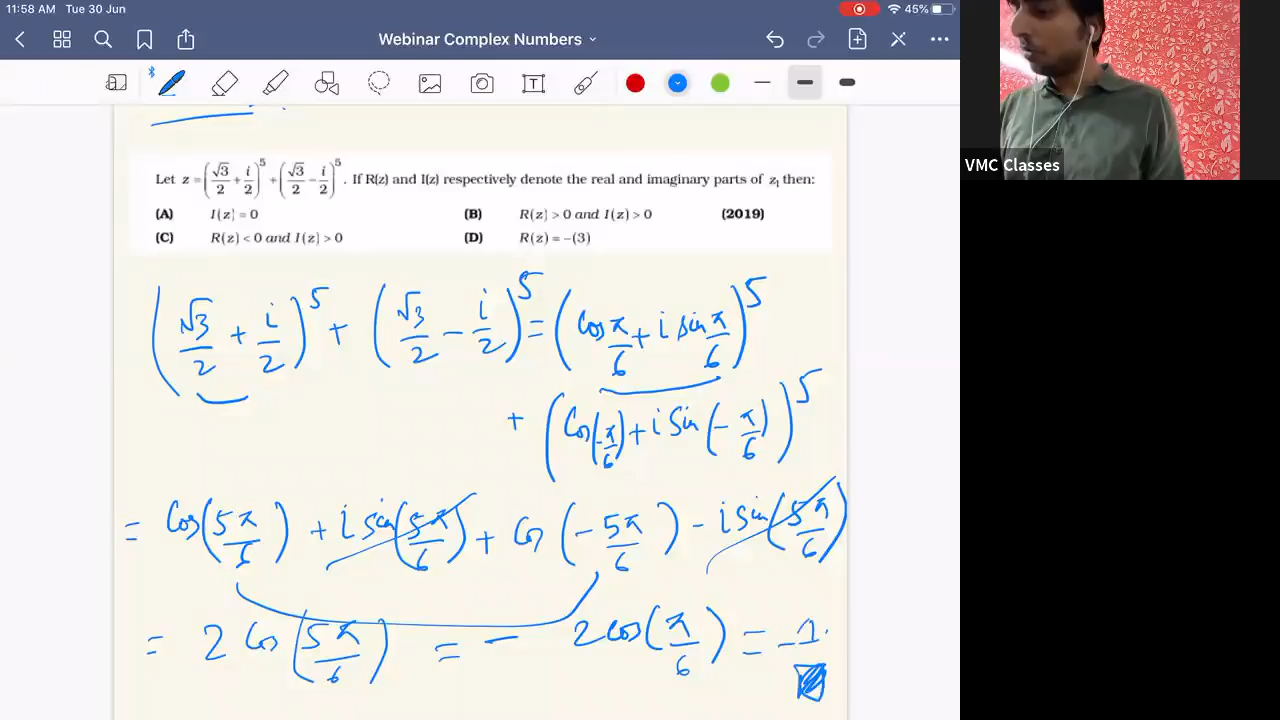 11:58 AM Tue 30 Jun
45%
Webinar Complex Numbers
VMC Classes
Let z = (√3/2 + i/2)^5 + (√3/2 − i/2)^5. If R(z) and I(z) respectively denote the real and imaginary parts of z, then:
(A) I(z) = 0 (B) R(z) > 0 and I(z) > 0 (2019)
(C) R(z) < 0 and I(z) > 0 (D) R(z) = −(3)
(√3/2 + i/2)^5 + (√3/2 − i/2)^5 = (cos π/6 + i sin π/6)^5
+ (Cos(−π/6) + i Sin(−π/6))^5
= Cos(5π/6) + i sin(5π/6) + Cos(−5π/6) − i sin(5π/6)
= 2 Cos(5π/6) = − 2 cos(π/6) = −1.